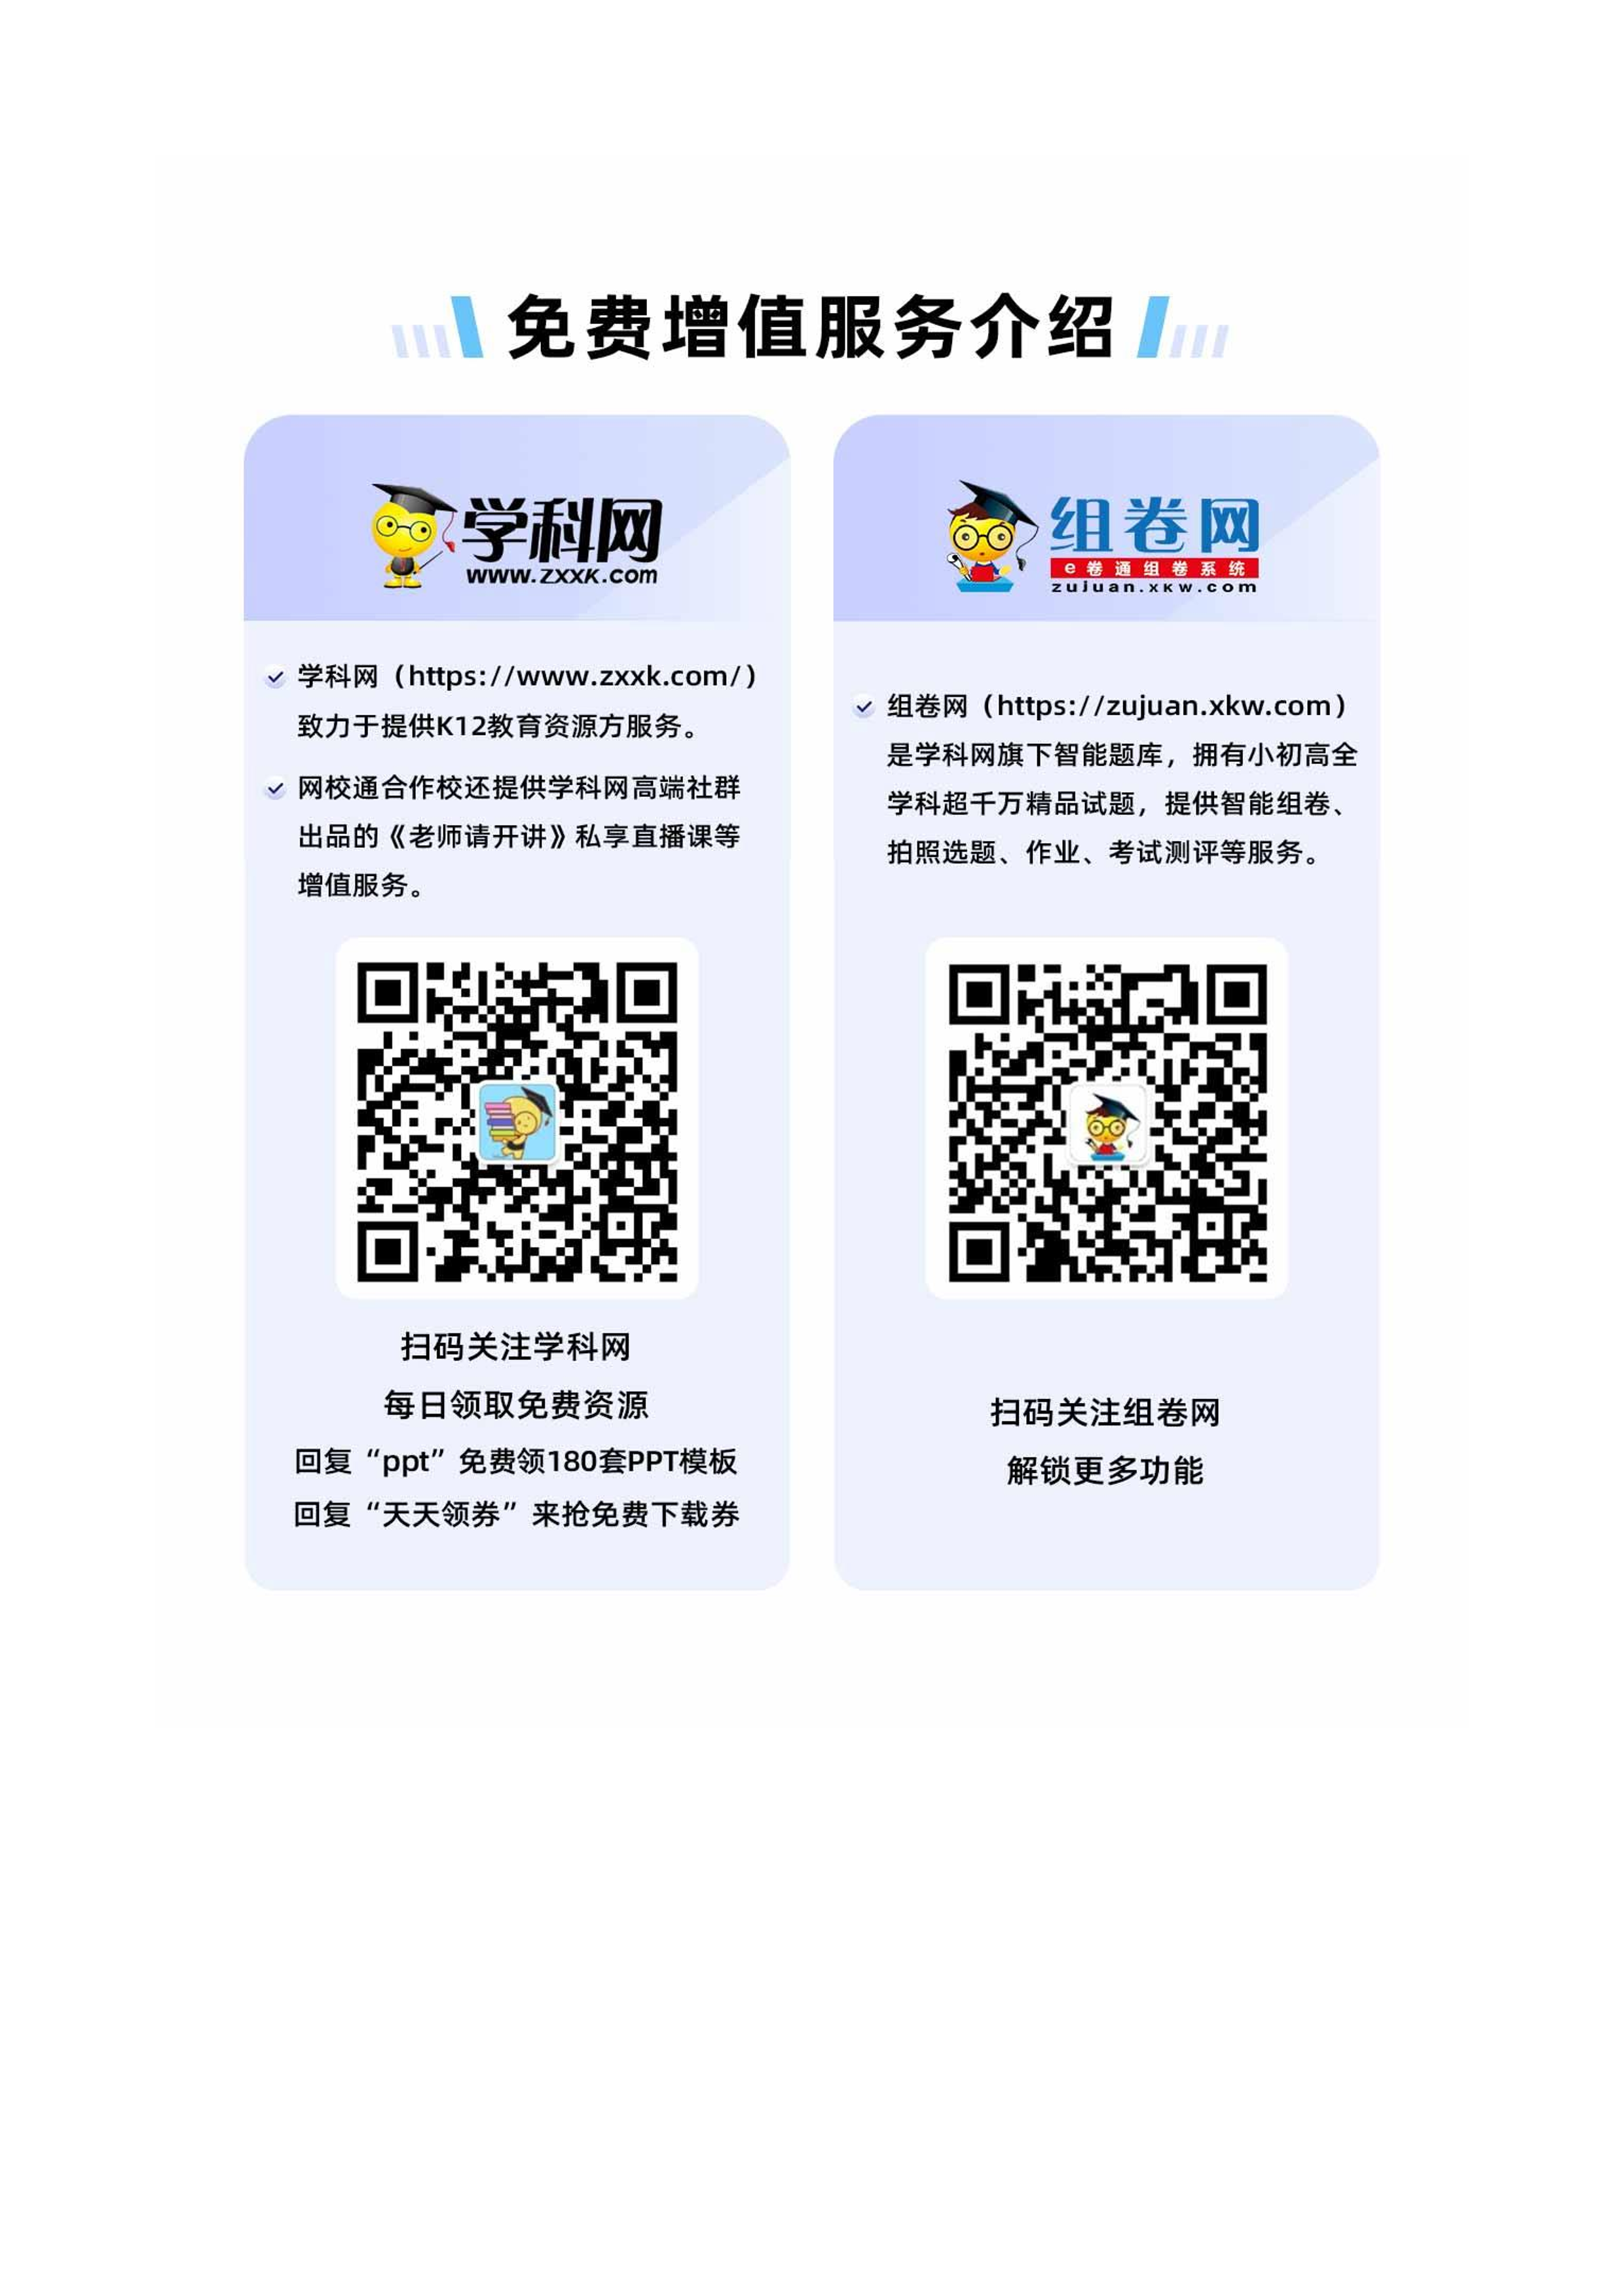 免费增值服务介绍
学科网
www.zxxk.com
学科网（https://www.zxxk.com/）
致力于提供K12教育资源方服务。
网校通合作校还提供学科网高端社群
出品的《老师请开讲》私享直播课等
增值服务。
扫码关注学科网
每日领取免费资源
回复“ppt”免费领180套PPT模板
回复“天天领券”来抢免费下载券
组卷网
e卷通组卷系统
zujuan.xkw.com
组卷网（https://zujuan.xkw.com）
是学科网旗下智能题库，拥有小初高全
学科超千万精品试题，提供智能组卷、
拍照选题、作业、考试测评等服务。
扫码关注组卷网
解锁更多功能